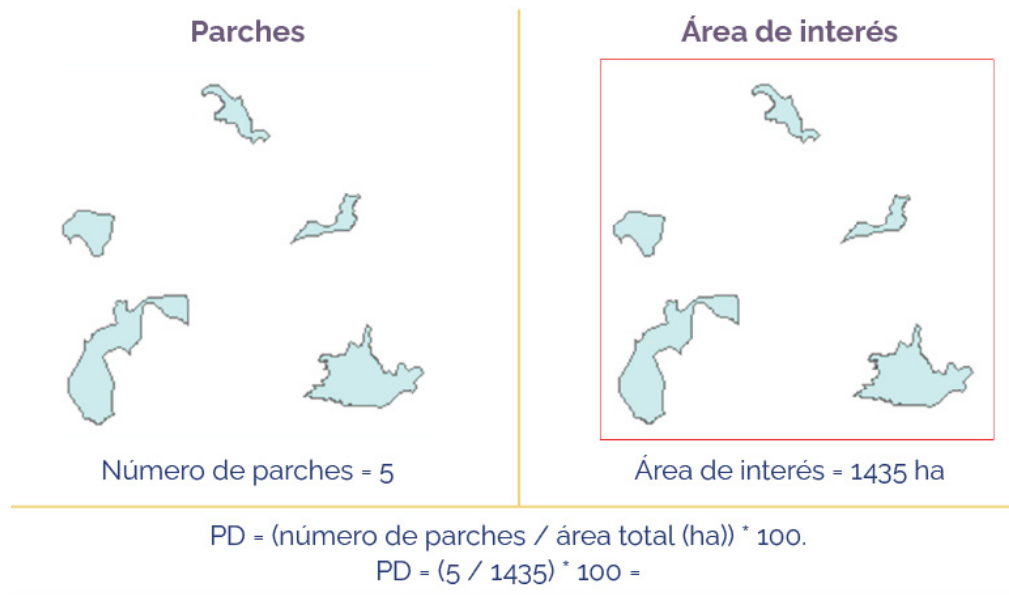 Parches
Área de interés
Número de parches = 5
Área de interés = 1435 ha
PD = (número de parches / área total (ha)) * 100.
PD = (5 / 1435) * 100 =